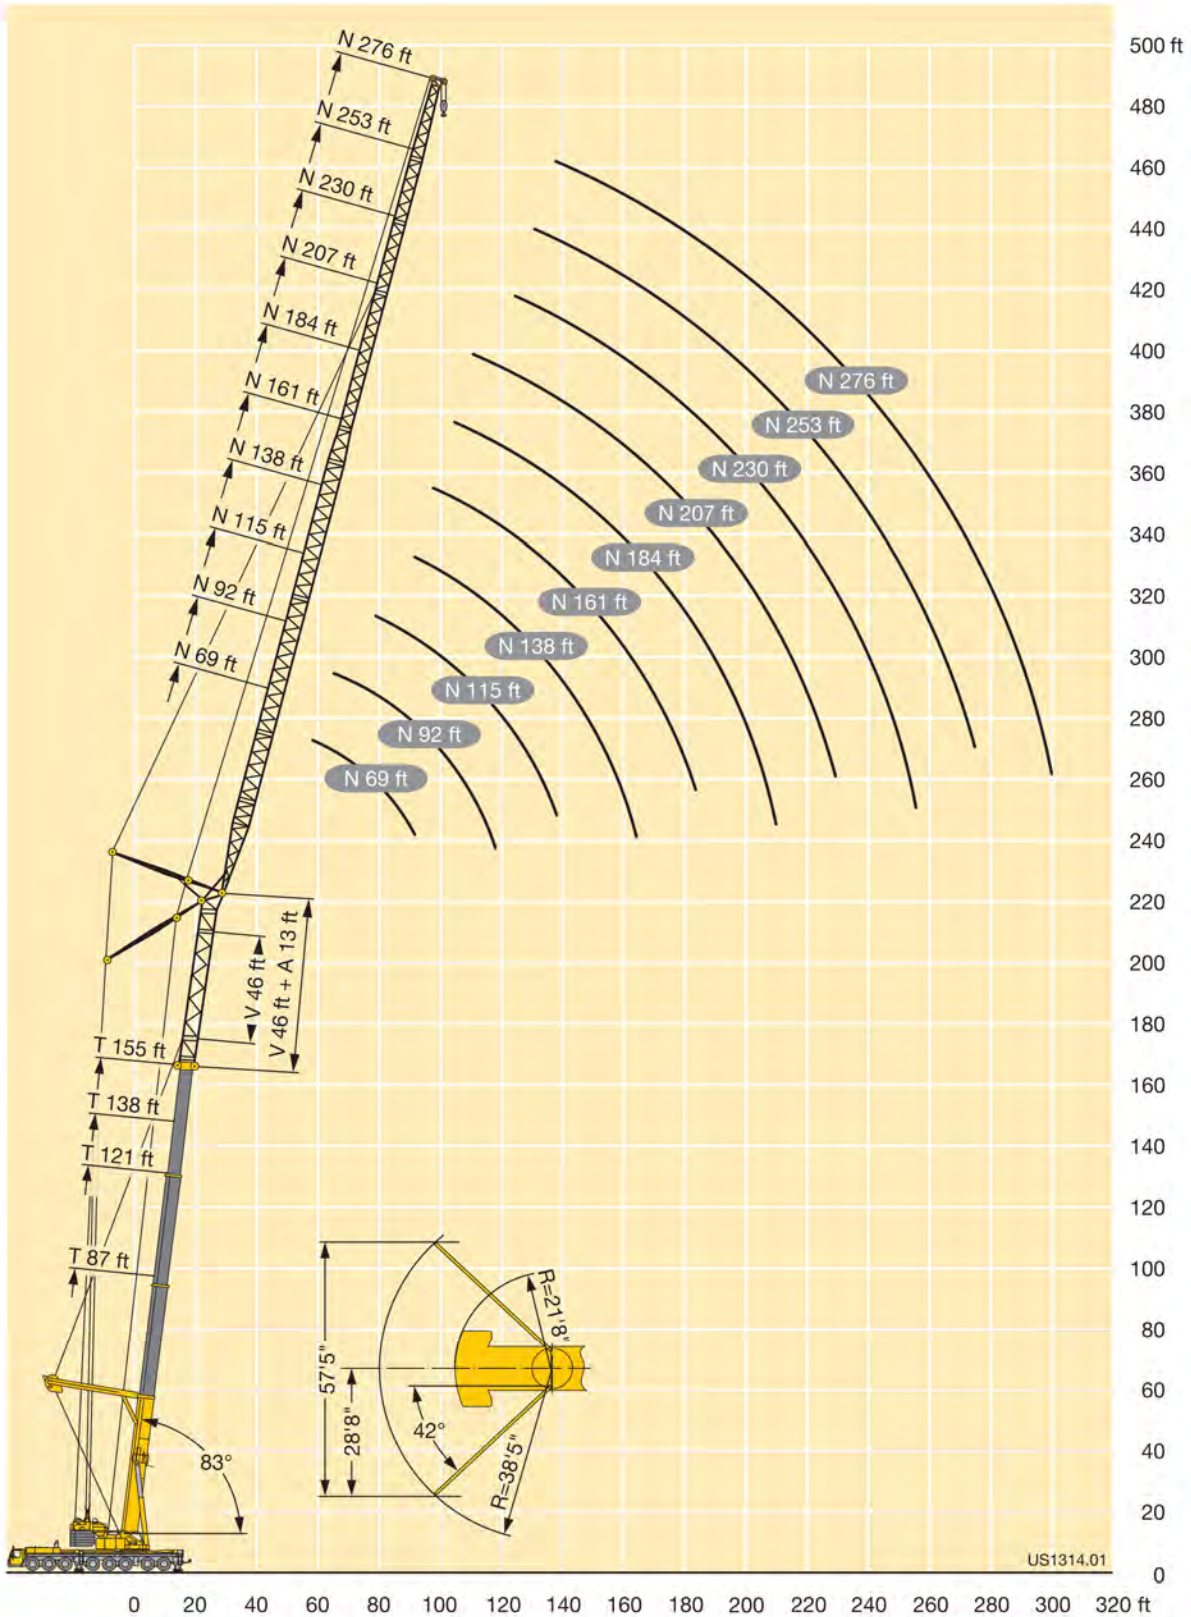 500 ft
480
460
440
420
400
380
360
340
320
300
280
260
240
220
200
180
160
140
120
100
80
60
40
20
0
N 276 ft
N 253 ft
N 230 ft
N 207 ft
N 184 ft
N 161 ft
N 138 ft
N 115 ft
N 92 ft
N 69 ft
N 276 ft
N 253 ft
N 230 ft
N 207 ft
N 184 ft
N 161 ft
N 138 ft
N 115 ft
N 92 ft
N 69 ft
V 46 ft
V 46 ft + A 13 ft
T 155 ft
T 138 ft
T 121 ft
T 87 ft
83°
57'5"
28'8"
42°
R=21'8"
R=38'5"
US1314.01
0 20 40 60 80 100 120 140 160 180 200 220 240 260 280 300 320 ft